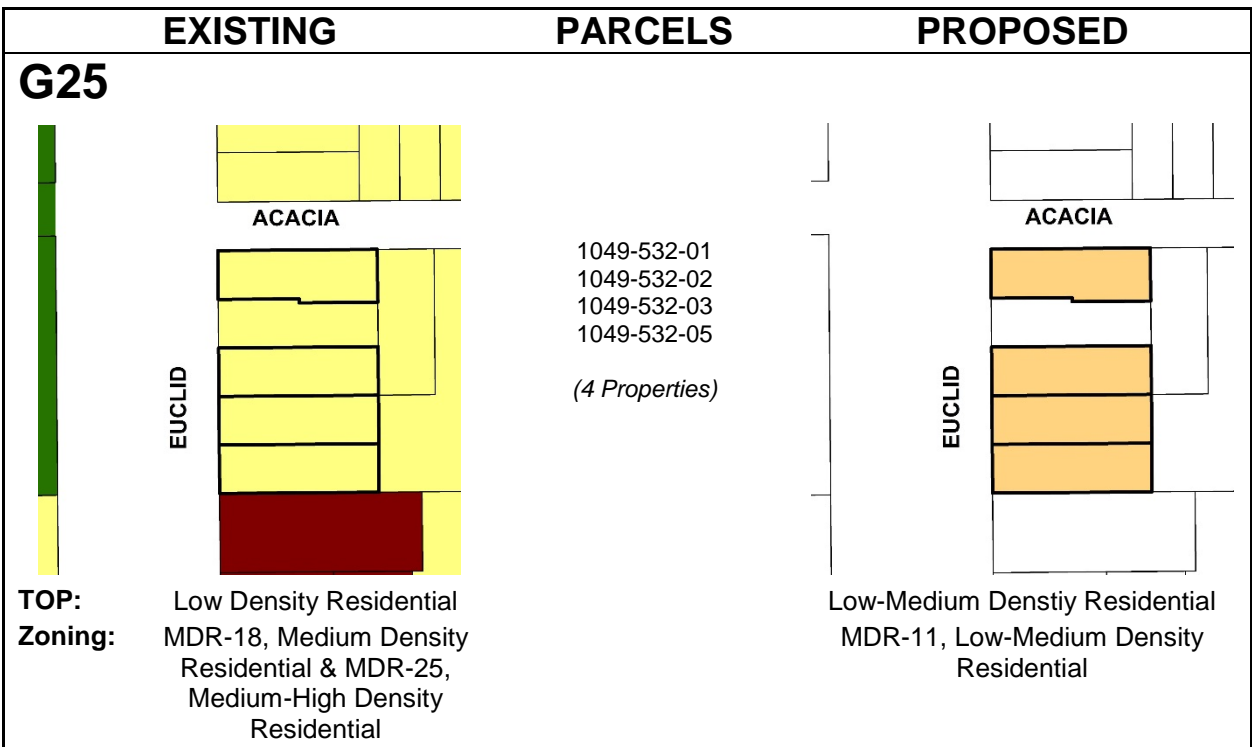 EXISTING PARCELS PROPOSED
G25
ACACIA
EUCLID
1049-532-01
1049-532-02
1049-532-03
1049-532-05
(4 Properties)
ACACIA
EUCLID
TOP: Low Density Residential
Low-Medium Denstiy Residential
Zoning: MDR-18, Medium Density
Residential & MDR-25,
Medium-High Density
Residential
MDR-11, Low-Medium Density
Residential